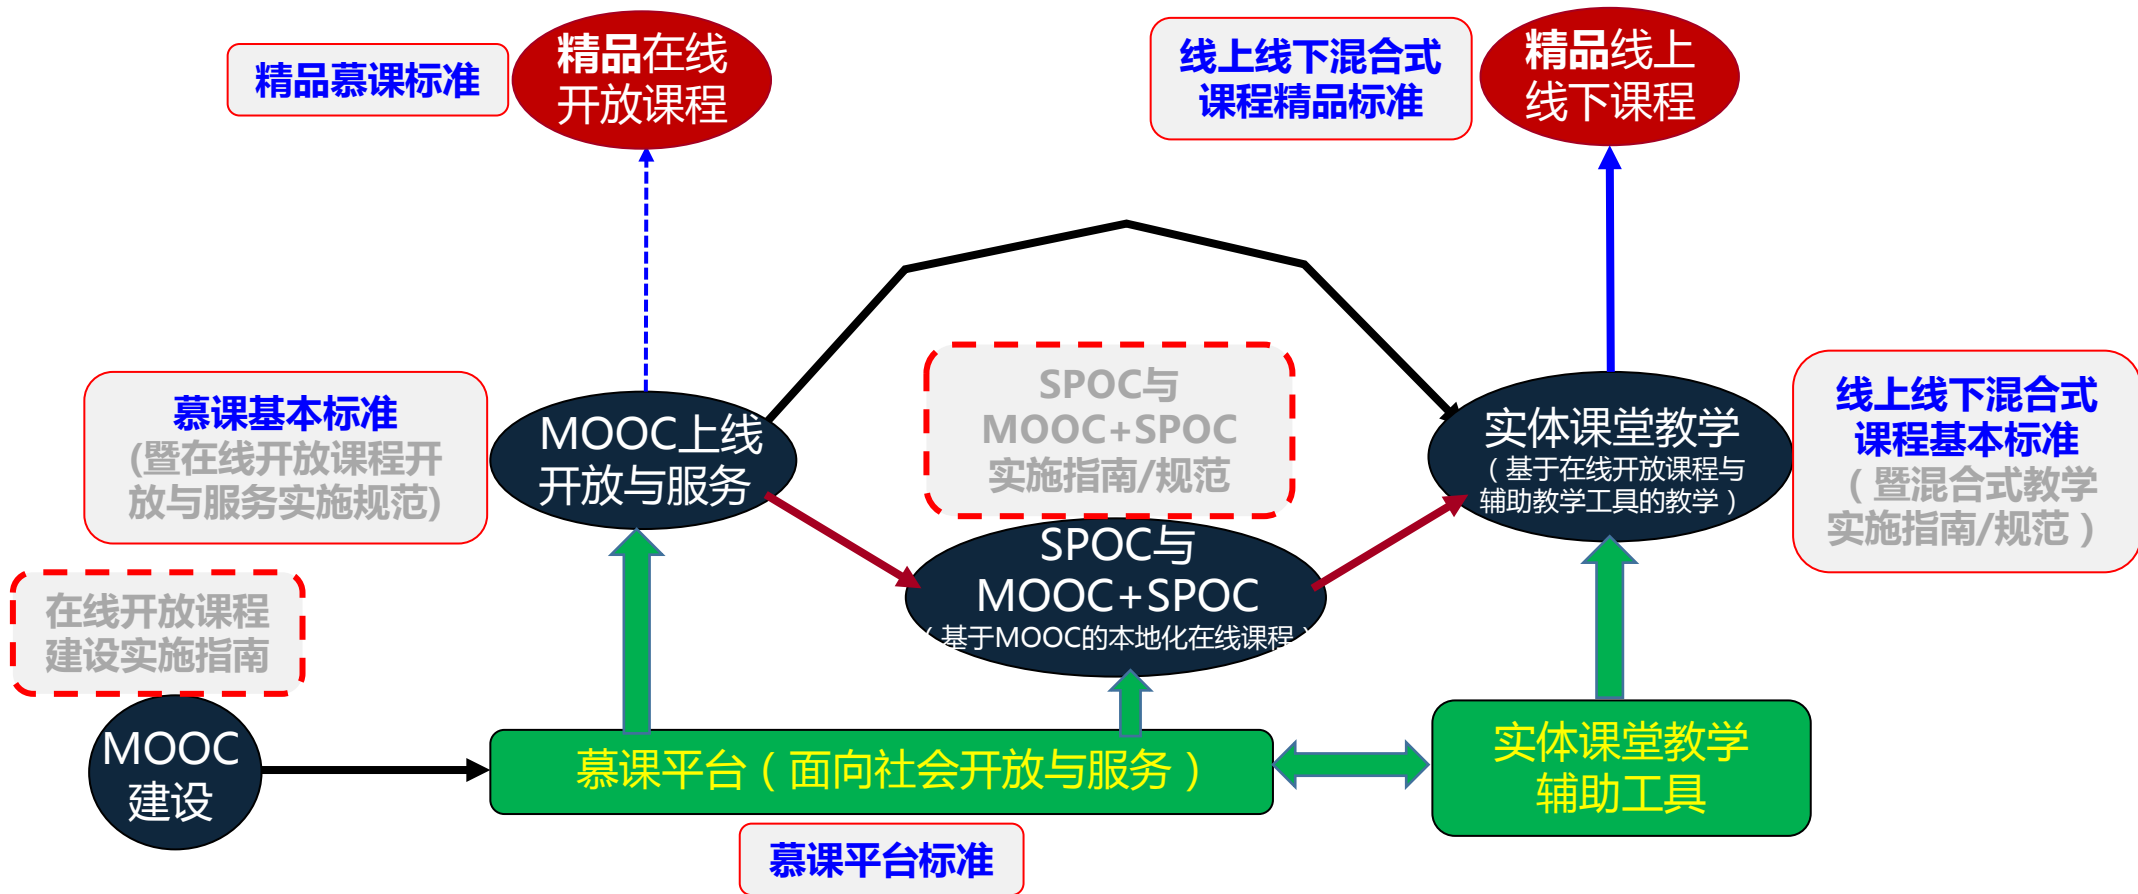 精品慕课标准
精品在线
开放课程
线上线下混合式
课程精品标准
精品线上
线下课程
慕课基本标准
(暨在线开放课程开
放与服务实施规范)
MOOC上线
开放与服务
SPOC与
MOOC+SPOC
实施指南/规范
实体课堂教学
（基于在线开放课程与
辅助教学工具的教学）
线上线下混合式
课程基本标准
（暨混合式教学
实施指南/规范）
SPOC与
MOOC+SPOC
（基于MOOC的本地化在线课程）
在线开放课程
建设实施指南
MOOC
建设
慕课平台（面向社会开放与服务）
实体课堂教学
辅助工具
慕课平台标准